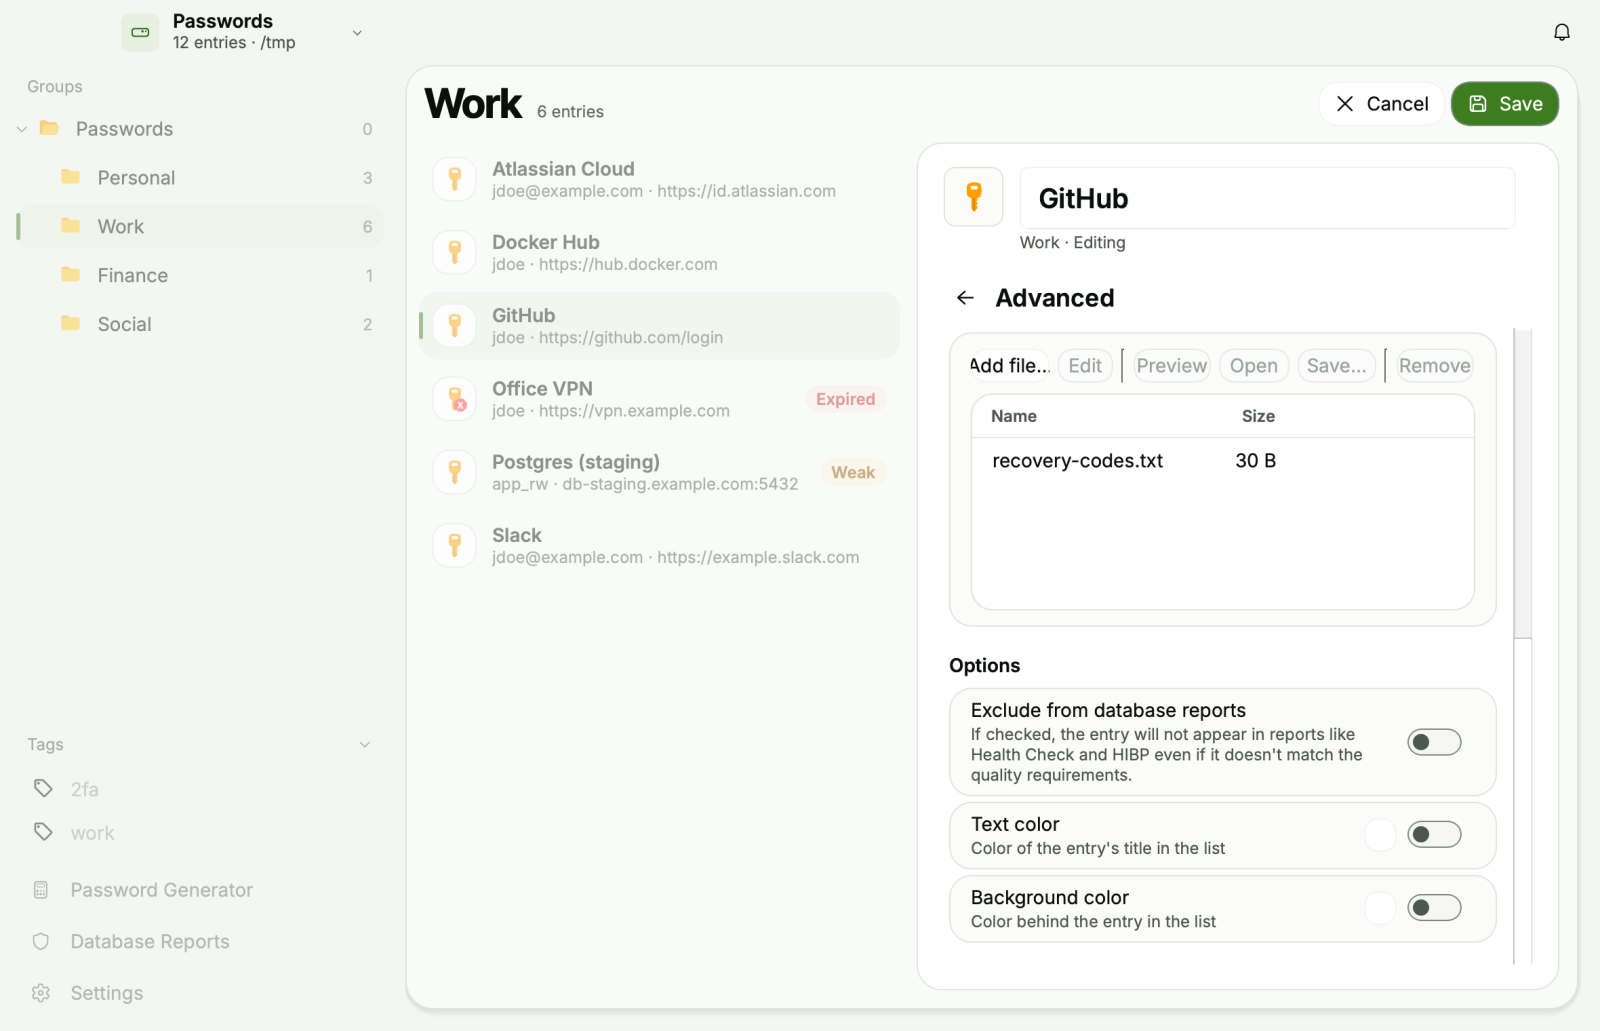 Passwords
12 entries · /tmp
Groups
Passwords 0
Personal 3
Work 6
Finance 1
Social 2
Tags
2fa
work
Password Generator
Database Reports
Settings
Work 6 entries
Cancel
Save
Atlassian Cloud
jdoe@example.com · https://id.atlassian.com
Docker Hub
jdoe · https://hub.docker.com
GitHub
jdoe · https://github.com/login
Office VPN
jdoe · https://vpn.example.com
Expired
Postgres (staging)
app_rw · db-staging.example.com:5432
Weak
Slack
jdoe@example.com · https://example.slack.com
GitHub
Work · Editing
Advanced
Add file... Edit Preview Open Save... Remove
Name Size
recovery-codes.txt 30 B
Options
Exclude from database reports
If checked, the entry will not appear in reports like
Health Check and HIBP even if it doesn't match the
quality requirements.
Text color
Color of the entry's title in the list
Background color
Color behind the entry in the list